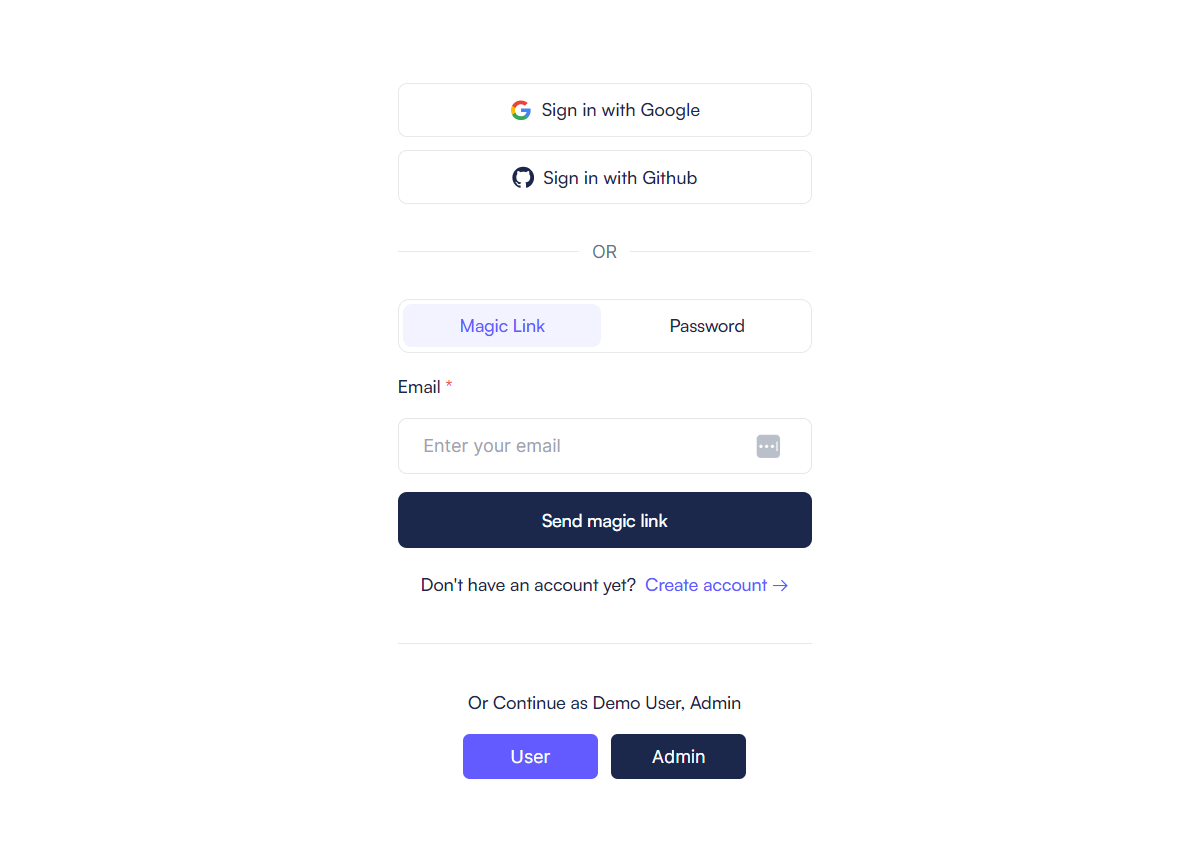 Sign in with Google
Sign in with Github
OR
Magic Link Password
Email *
Enter your email
Send magic link
Don't have an account yet? Create account →
Or Continue as Demo User, Admin
User Admin